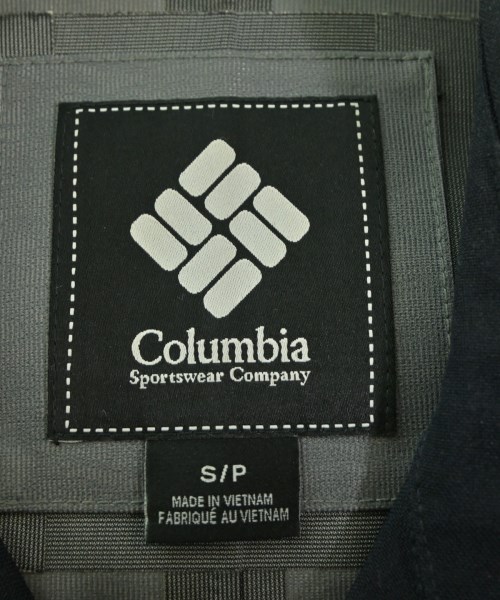 Columbia
Sportswear Company
S/P
MADE IN VIETNAM
FABRIQUÉ AU VIETNAM